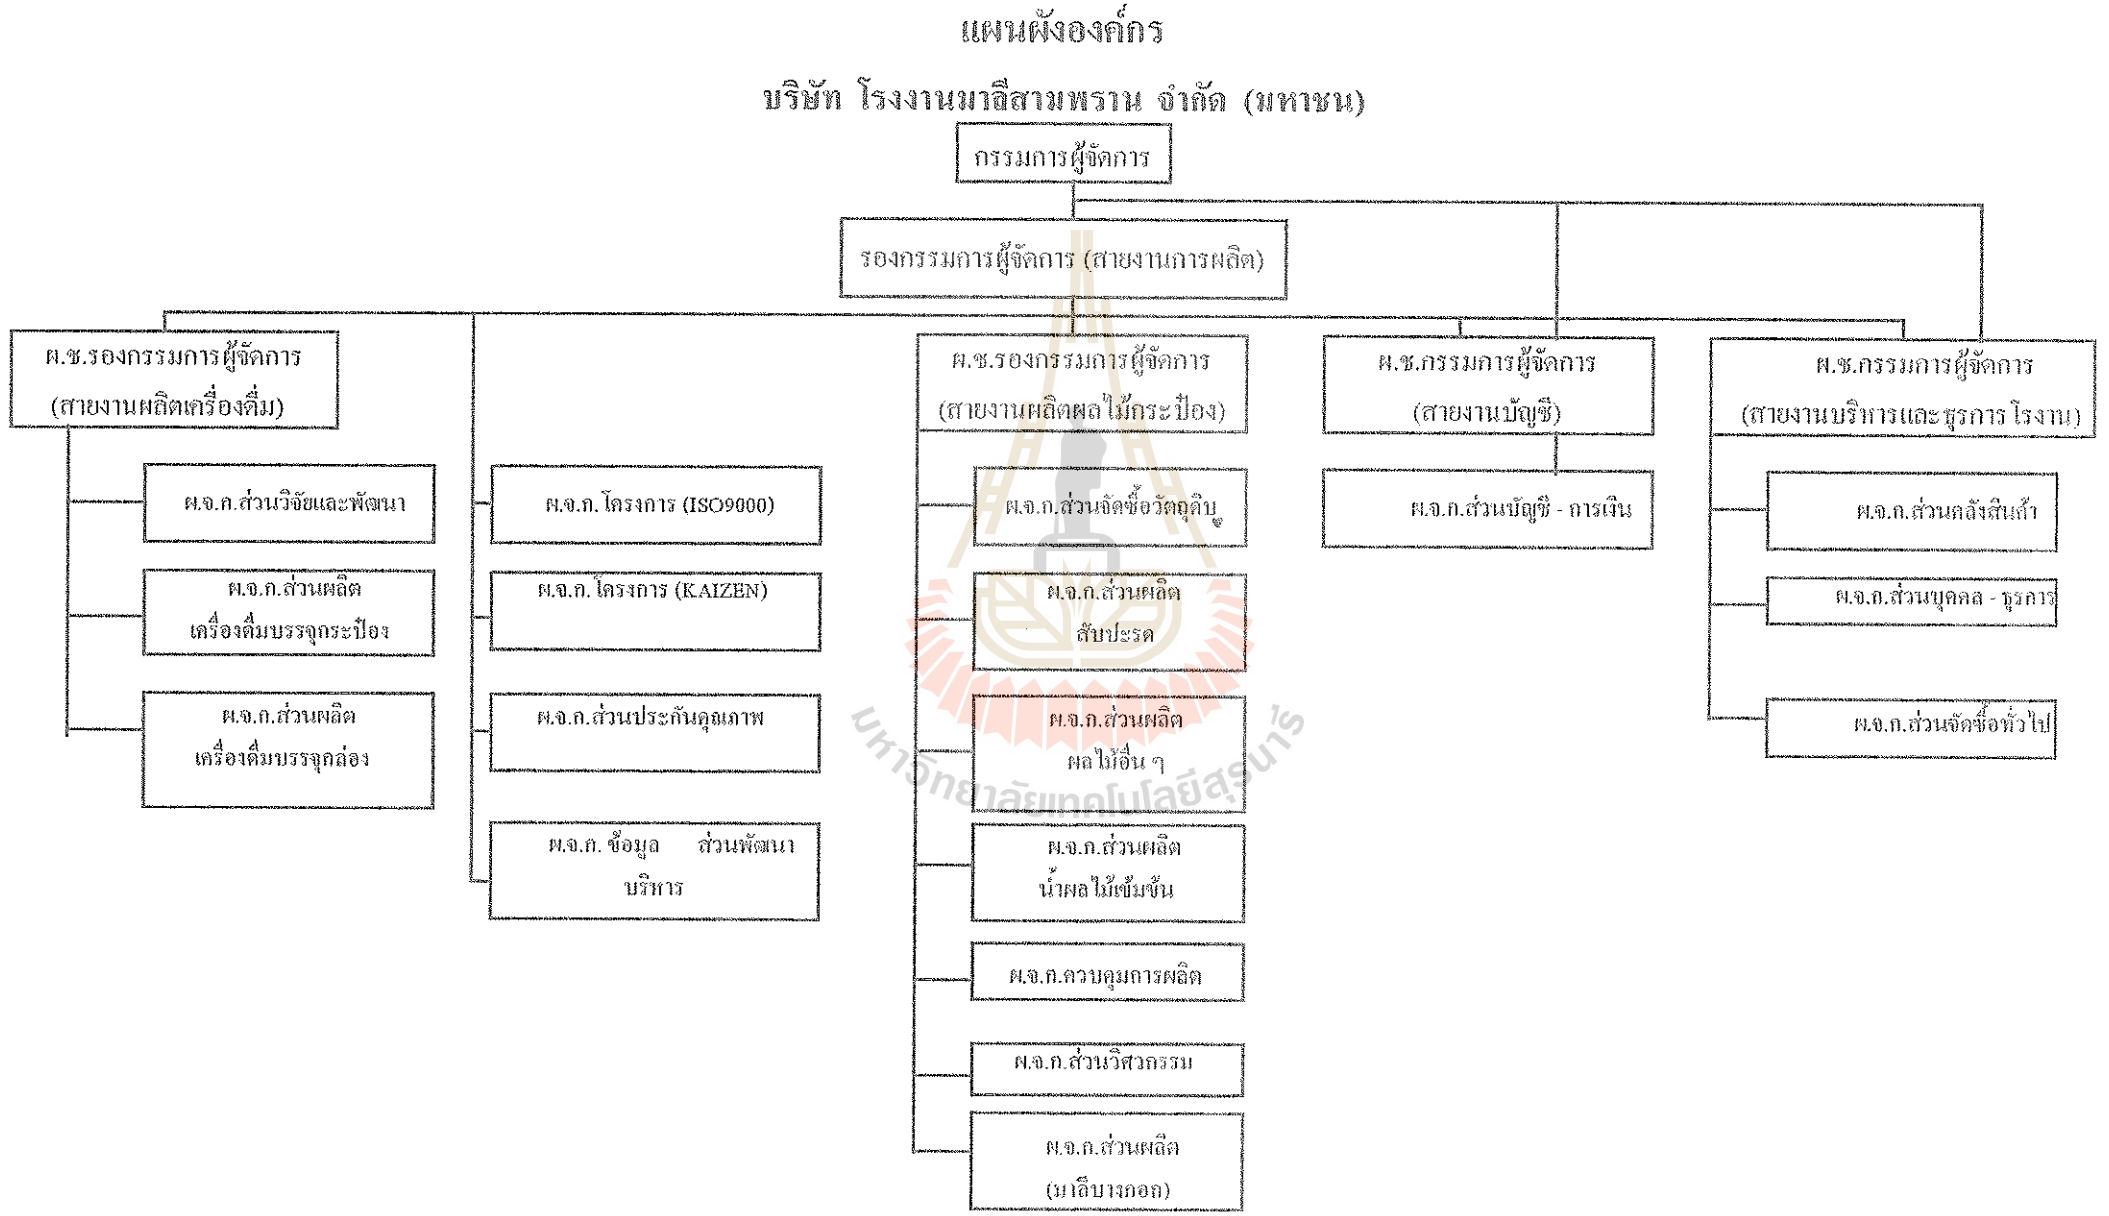 แผนผังองค์กร
บริษัท โรงงานมาลีสามพราน จำกัด (มหาชน)
กรรมการผู้จัดการ
รองกรรมการผู้จัดการ (สายงานการผลิต)
ผ.ช.รองกรรมการผู้จัดการ
(สายงานผลิตเครื่องดื่ม)
ผ.จ.ก.ส่วนวิจัยและพัฒนา
ผ.จ.ก.ส่วนผลิต
เครื่องดื่มบรรจุกระป๋อง
ผ.จ.ก.ส่วนผลิต
เครื่องดื่มบรรจุกล่อง
ผ.จ.ก.โครงการ (ISO9000)
ผ.จ.ก.โครงการ (KAIZEN)
ผ.จ.ก.ส่วนประกันคุณภาพ
ผ.จ.ก. ข้อมูล ส่วนพัฒนา
บริหาร
ผ.ช.รองกรรมการผู้จัดการ
(สายงานผลิตผลไม้กระป๋อง)
ผ.จ.ก.ส่วนจัดซื้อวัตถุดิบ
ผ.จ.ก.ส่วนผลิต
สับปะรด
ผ.จ.ก.ส่วนผลิต
ผลไม้อื่น ๆ
ผ.จ.ก.ส่วนผลิต
น้ำผลไม้เข้มข้น
ผ.จ.ก.ควบคุมการผลิต
ผ.จ.ก.ส่วนวิศวกรรม
ผ.จ.ก.ส่วนผลิต
(มาลีบางกอก)
ผ.ช.กรรมการผู้จัดการ
(สายงานบัญชี)
ผ.จ.ก.ส่วนบัญชี - การเงิน
ผ.ช.กรรมการผู้จัดการ
(สายงานบริหารและธุรการโรงาน)
ผ.จ.ก.ส่วนคลังสินค้า
ผ.จ.ก.ส่วนบุคคล - ธุรการ
ผ.จ.ก.ส่วนจัดซื้อทั่วไป
มหาวิทยาลัยเทคโนโลยีสุรนารี